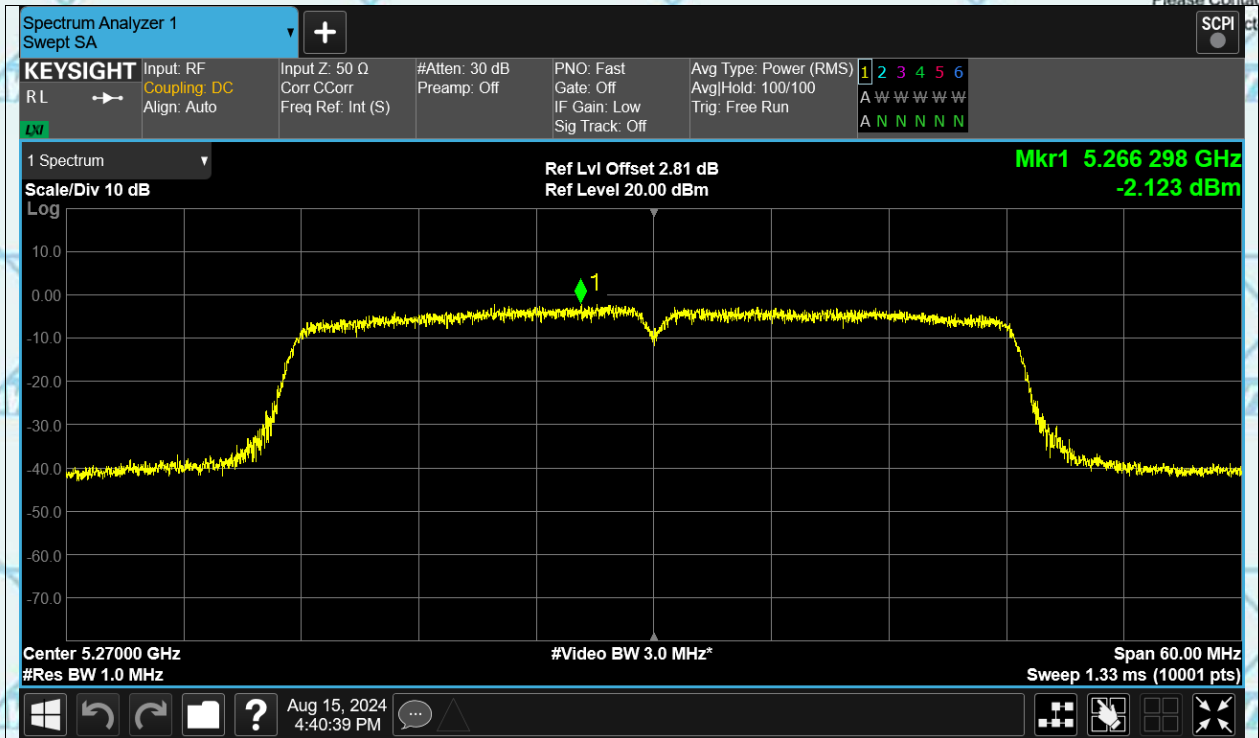 Please Contac
Spectrum Analyzer 1
Swept SA
+
SCPI
KEYSIGHT
R L
LXI
Input: RF
Coupling: DC
Align: Auto
Input Z: 50 Ω
Corr CCorr
Freq Ref: Int (S)
#Atten: 30 dB
Preamp: Off
PNO: Fast
Gate: Off
IF Gain: Low
Sig Track: Off
Avg Type: Power (RMS)
Avg|Hold: 100/100
Trig: Free Run
1 2 3 4 5 6
A W W W W W
A N N N N N
1 Spectrum
Scale/Div 10 dB
Log
Ref Lvl Offset 2.81 dB
Ref Level 20.00 dBm
Mkr1 5.266 298 GHz
-2.123 dBm
1
10.0
0.00
-10.0
-20.0
-30.0
-40.0
-50.0
-60.0
-70.0
Center 5.27000 GHz
#Res BW 1.0 MHz
#Video BW 3.0 MHz*
Span 60.00 MHz
Sweep 1.33 ms (10001 pts)
?
Aug 15, 2024
4:40:39 PM